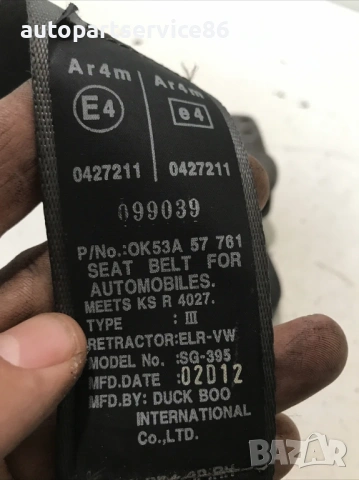 autopartservice86
Ar4m Ar4m
E4 e4
0427211 0427211
099039
P/No.:OK53A 57 761
SEAT BELT FOR
AUTOMOBILES.
MEETS KS R 4027.
TYPE : III
RETRACTOR:ELR-VW
MODEL No. :SG-395
MFD.DATE :02D12
MFD.BY: DUCK BOO
INTERNATIONAL
Co.,LTD.
BAZAR.BG